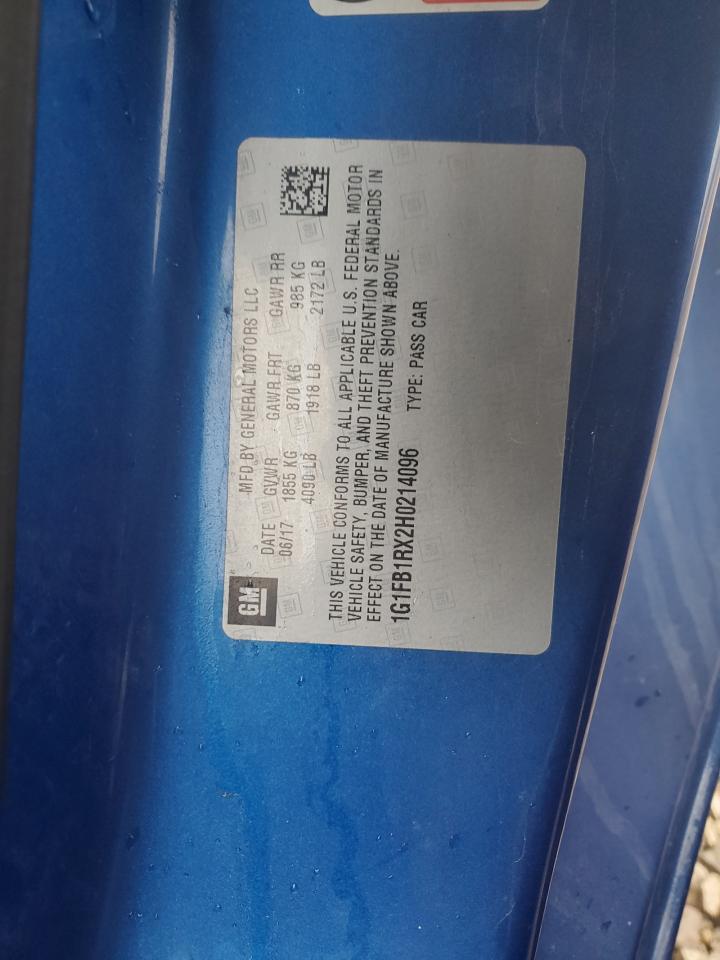 GM
MFD BY GENERAL MOTORS LLC
DATE GVWR GAWR FRT GAWR RR
06/17 1855 KG 870 KG 985 KG
4090 LB 1918 LB 2172 LB
THIS VEHICLE CONFORMS TO ALL APPLICABLE U.S. FEDERAL MOTOR
VEHICLE SAFETY, BUMPER, AND THEFT PREVENTION STANDARDS IN
EFFECT ON THE DATE OF MANUFACTURE SHOWN ABOVE.
1G1FB1RX2H0214096 TYPE: PASS CAR